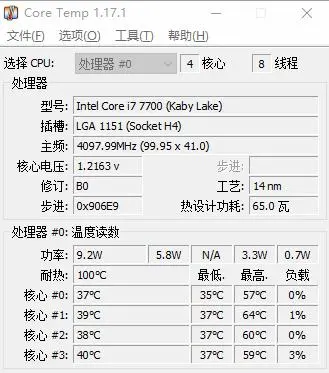 Core Temp 1.17.1
文件(F) 选项(O) 工具(T) 帮助(H)
选择 CPU: 处理器 #0 4 核心 8 线程
处理器
型号: Intel Core i7 7700 (Kaby Lake)
插槽: LGA 1151 (Socket H4)
主频: 4097.99MHz (99.95 x 41.0)
核心电压: 1.2163 v 步进:
修订: B0 工艺: 14 nm
步进: 0x906E9 热设计功耗: 65.0 瓦
处理器 #0: 温度读数
功率: 9.2W 5.8W N/A 3.3W 0.7W
耐热: 100°C 最低. 最高. 负载
核心 #0: 37°C 35°C 57°C 0%
核心 #1: 39°C 37°C 64°C 1%
核心 #2: 38°C 37°C 60°C 0%
核心 #3: 40°C 37°C 59°C 3%